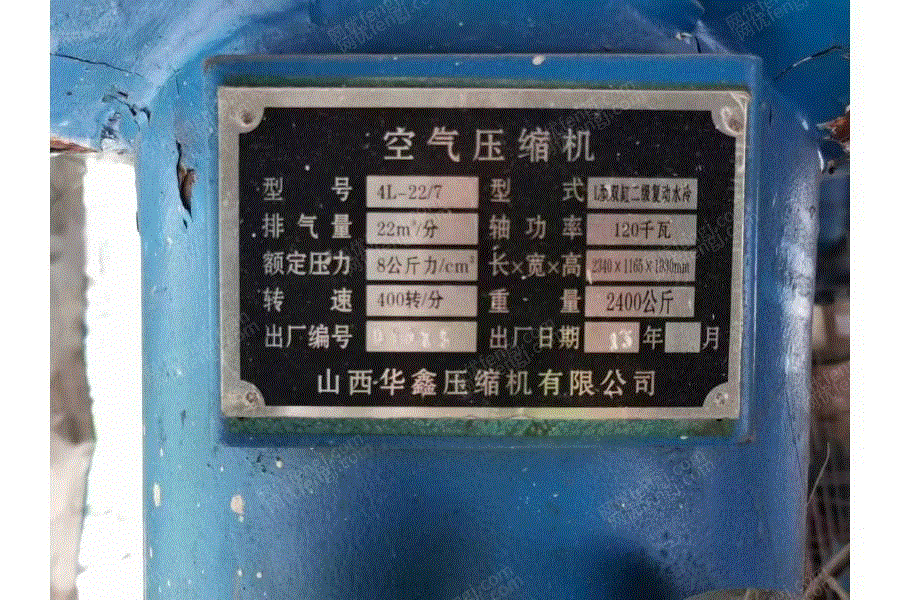 空气压缩机
型号 4L-22/7 型式 L形双缸二级复动水冷
排气量 22m³/分 轴功率 120千瓦
额定压力 8公斤力/cm² 长×宽×高 2340×1165×1930mm
转速 400转/分 重量 2400公斤
出厂编号 出厂日期 13年 月
山西华鑫压缩机有限公司